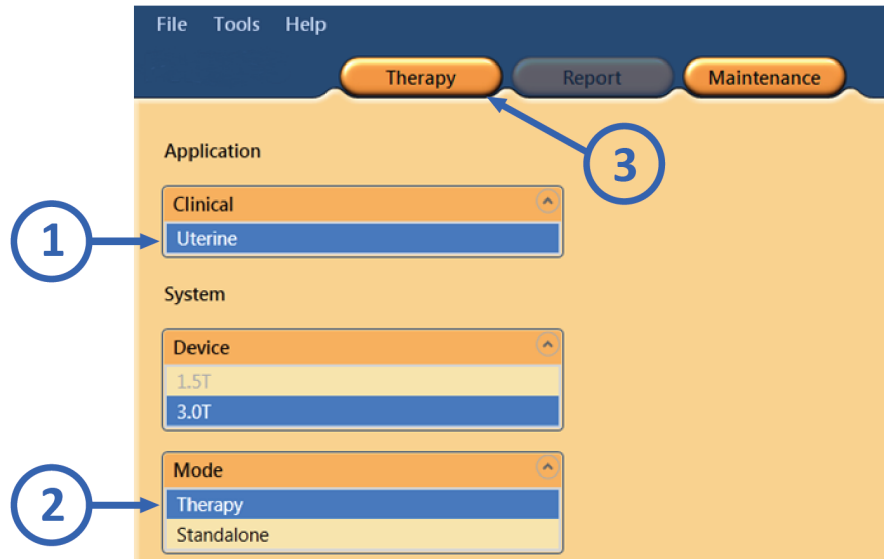 File Tools Help
Therapy Report Maintenance
3
Application
Clinical
1
Uterine
System
Device
1.5T
3.0T
Mode
2
Therapy
Standalone